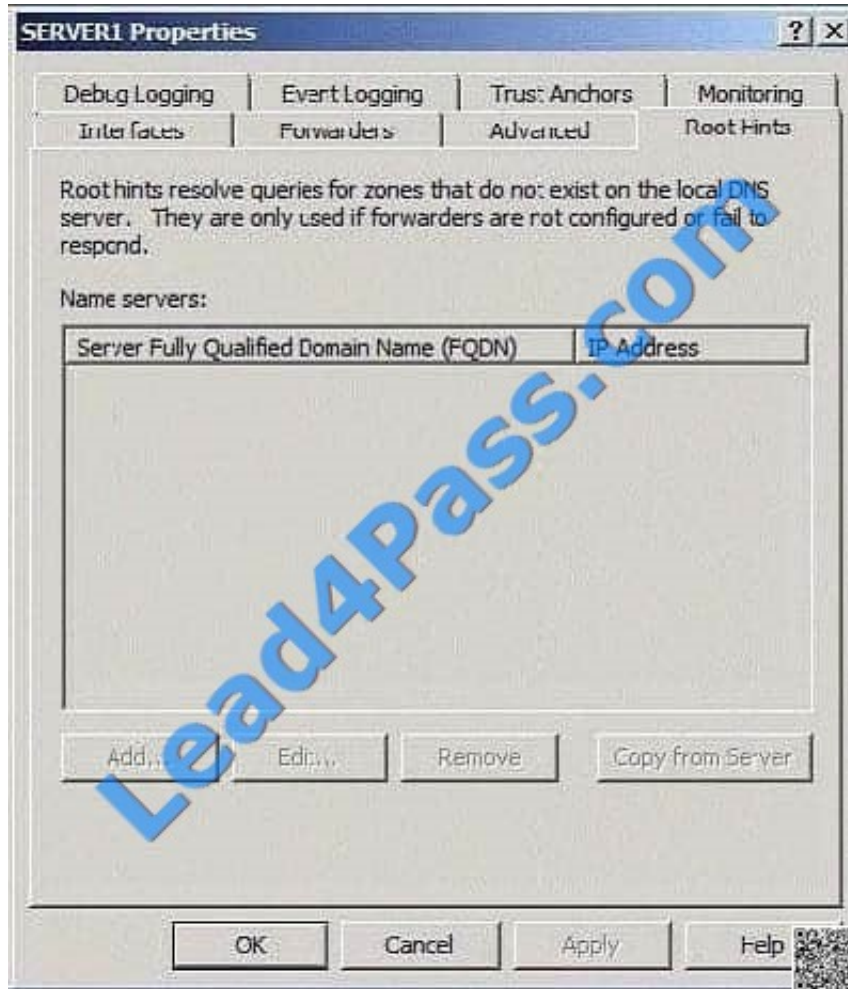 SERVER1 Properties
Debug Logging
Event Logging
Trust Anchors
Monitoring
Interfaces
Forwarders
Advanced
Root Hints
Root hints resolve queries for zones that do not exist on the local DNS
server. They are only used if forwarders are not configured or fail to
respond.
Name servers:
Server Fully Qualified Domain Name (FQDN)
IP Address
Add...
Edit...
Remove
Copy from Server
OK
Cancel
Apply
Help
Lead4Pass.com